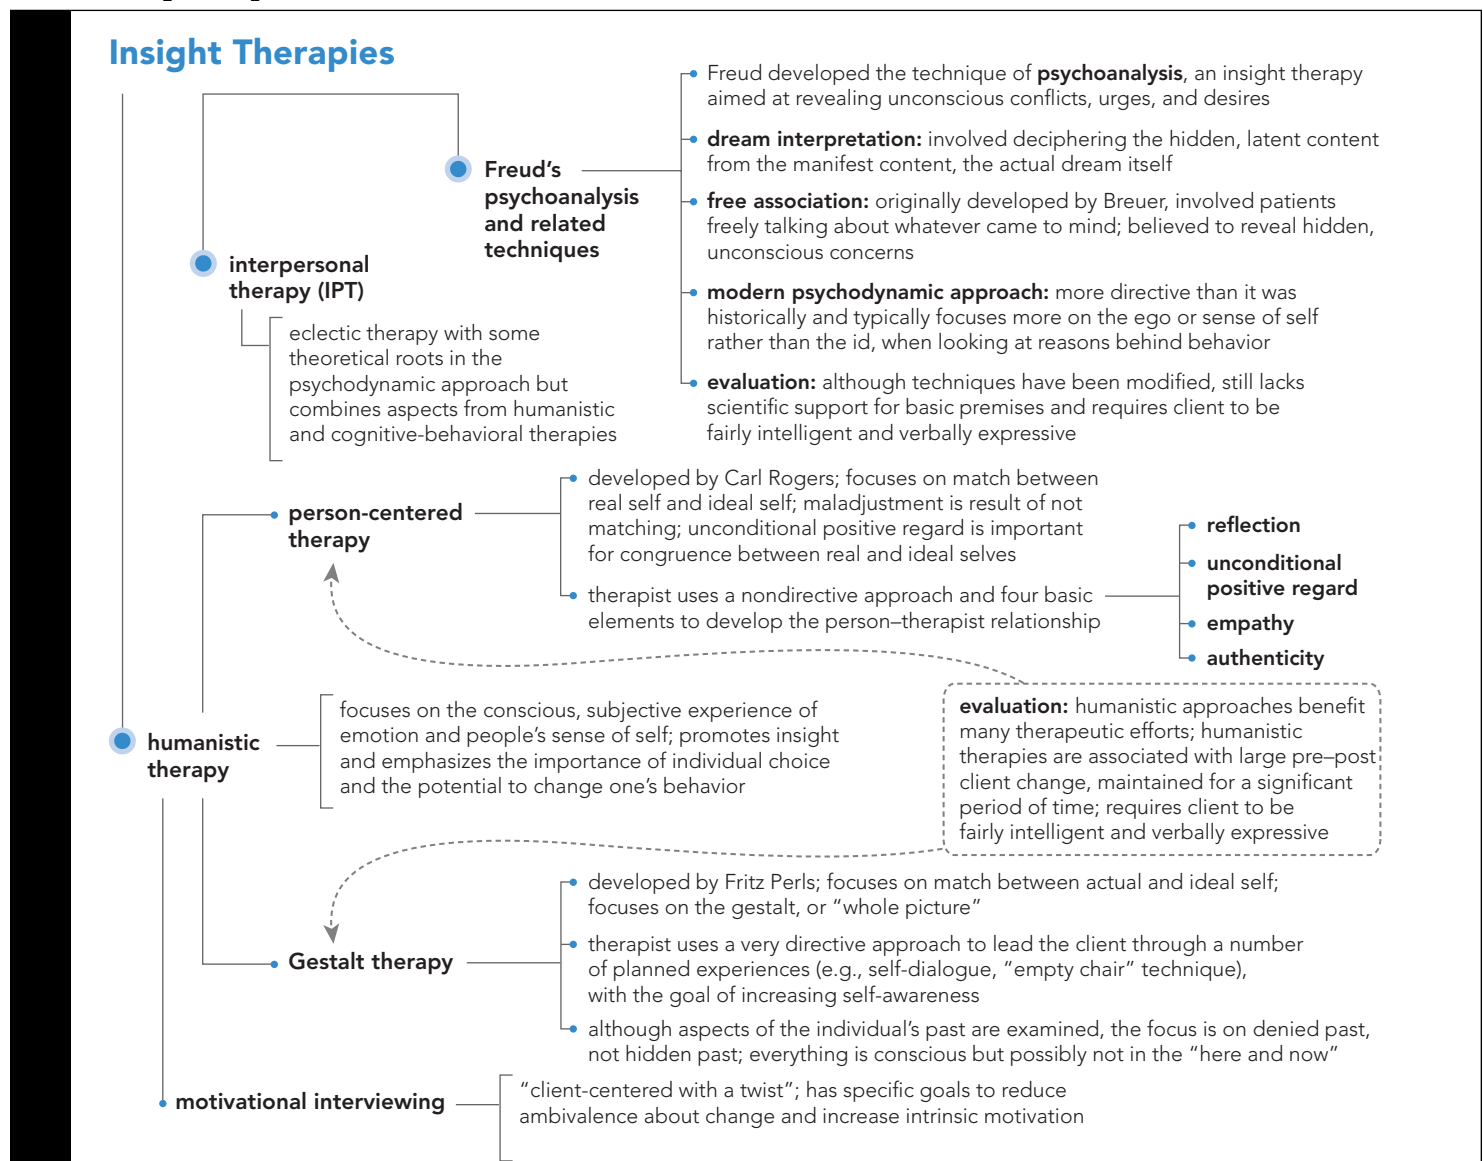 Insight Therapies
Freud's
psychoanalysis
and related
techniques
Freud developed the technique of psychoanalysis, an insight therapy
aimed at revealing unconscious conflicts, urges, and desires
dream interpretation: involved deciphering the hidden, latent content
from the manifest content, the actual dream itself
free association: originally developed by Breuer, involved patients
freely talking about whatever came to mind; believed to reveal hidden,
unconscious concerns
modern psychodynamic approach: more directive than it was
historically and typically focuses more on the ego or sense of self
rather than the id, when looking at reasons behind behavior
evaluation: although techniques have been modified, still lacks
scientific support for basic premises and requires client to be
fairly intelligent and verbally expressive
interpersonal
therapy (IPT)
eclectic therapy with some
theoretical roots in the
psychodynamic approach but
combines aspects from humanistic
and cognitive-behavioral therapies
person-centered
therapy
developed by Carl Rogers; focuses on match between
real self and ideal self; maladjustment is result of not
matching; unconditional positive regard is important
for congruence between real and ideal selves
therapist uses a nondirective approach and four basic
elements to develop the person–therapist relationship
reflection
unconditional
positive regard
empathy
authenticity
humanistic
therapy
focuses on the conscious, subjective experience of
emotion and people's sense of self; promotes insight
and emphasizes the importance of individual choice
and the potential to change one's behavior
evaluation: humanistic approaches benefit
many therapeutic efforts; humanistic
therapies are associated with large pre–post
client change, maintained for a significant
period of time; requires client to be
fairly intelligent and verbally expressive
Gestalt therapy
developed by Fritz Perls; focuses on match between actual and ideal self;
focuses on the gestalt, or "whole picture"
therapist uses a very directive approach to lead the client through a number
of planned experiences (e.g., self-dialogue, "empty chair" technique),
with the goal of increasing self-awareness
although aspects of the individual's past are examined, the focus is on denied past,
not hidden past; everything is conscious but possibly not in the "here and now"
motivational interviewing
"client-centered with a twist"; has specific goals to reduce
ambivalence about change and increase intrinsic motivation